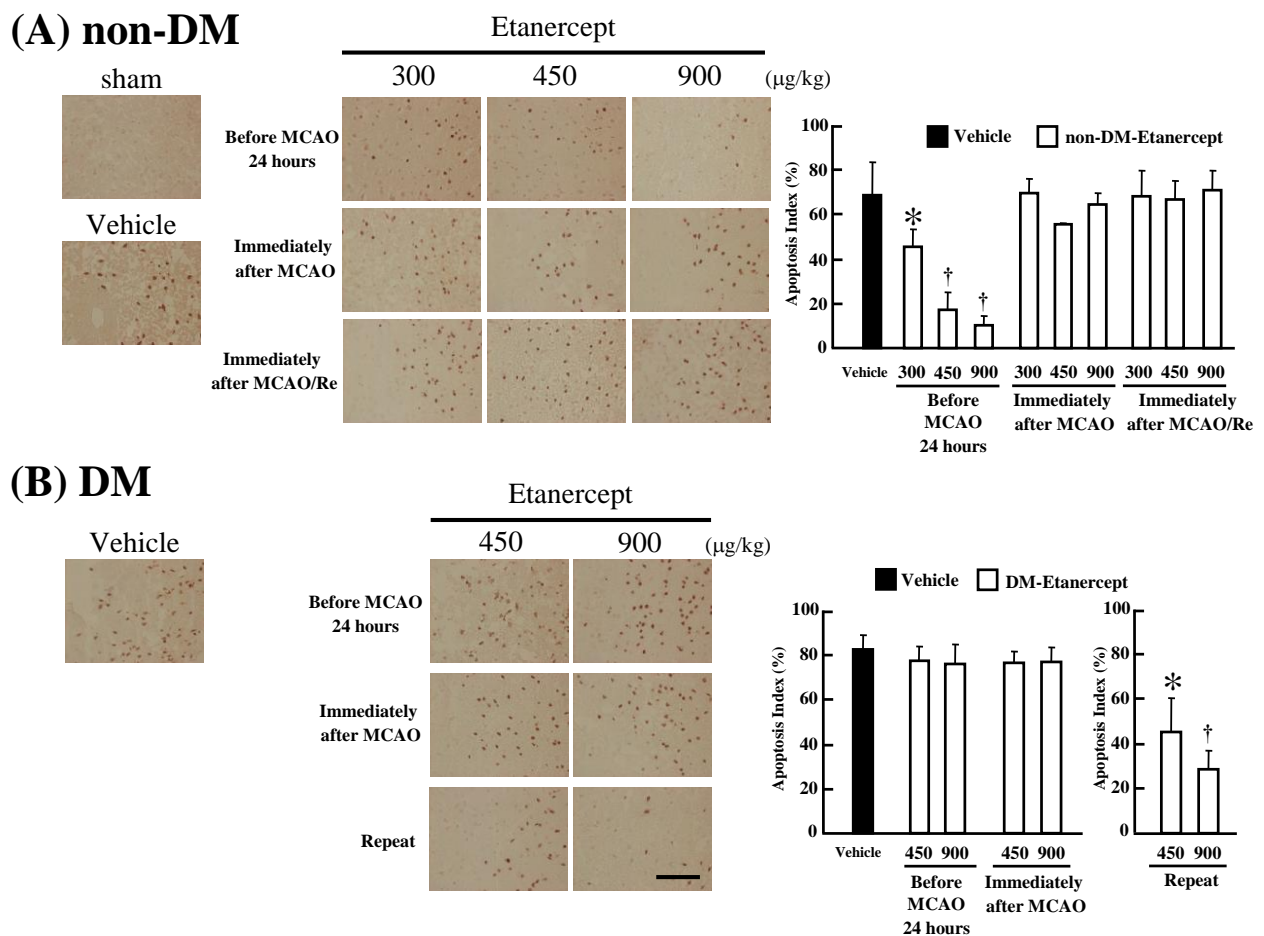 (A) non-DM
Etanercept
sham
300 450 900 (μg/kg)
Before MCAO
24 hours
Vehicle
Immediately
after MCAO
Immediately
after MCAO/Re
Vehicle non-DM-Etanercept
Apoptosis Index (%)
100
80
60
40
20
0
*
†
†
Vehicle 300 450 900 300 450 900 300 450 900
Before
MCAO
24 hours
Immediately
after MCAO
Immediately
after MCAO/Re
(B) DM
Etanercept
Vehicle
450 900 (μg/kg)
Before MCAO
24 hours
Immediately
after MCAO
Repeat
Vehicle DM-Etanercept
Apoptosis Index (%)
100
80
60
40
20
0
Vehicle 450 900 450 900
Before
MCAO
24 hours
Immediately
after MCAO
Apoptosis Index (%)
100
80
60
40
20
0
*
†
450 900
Repeat